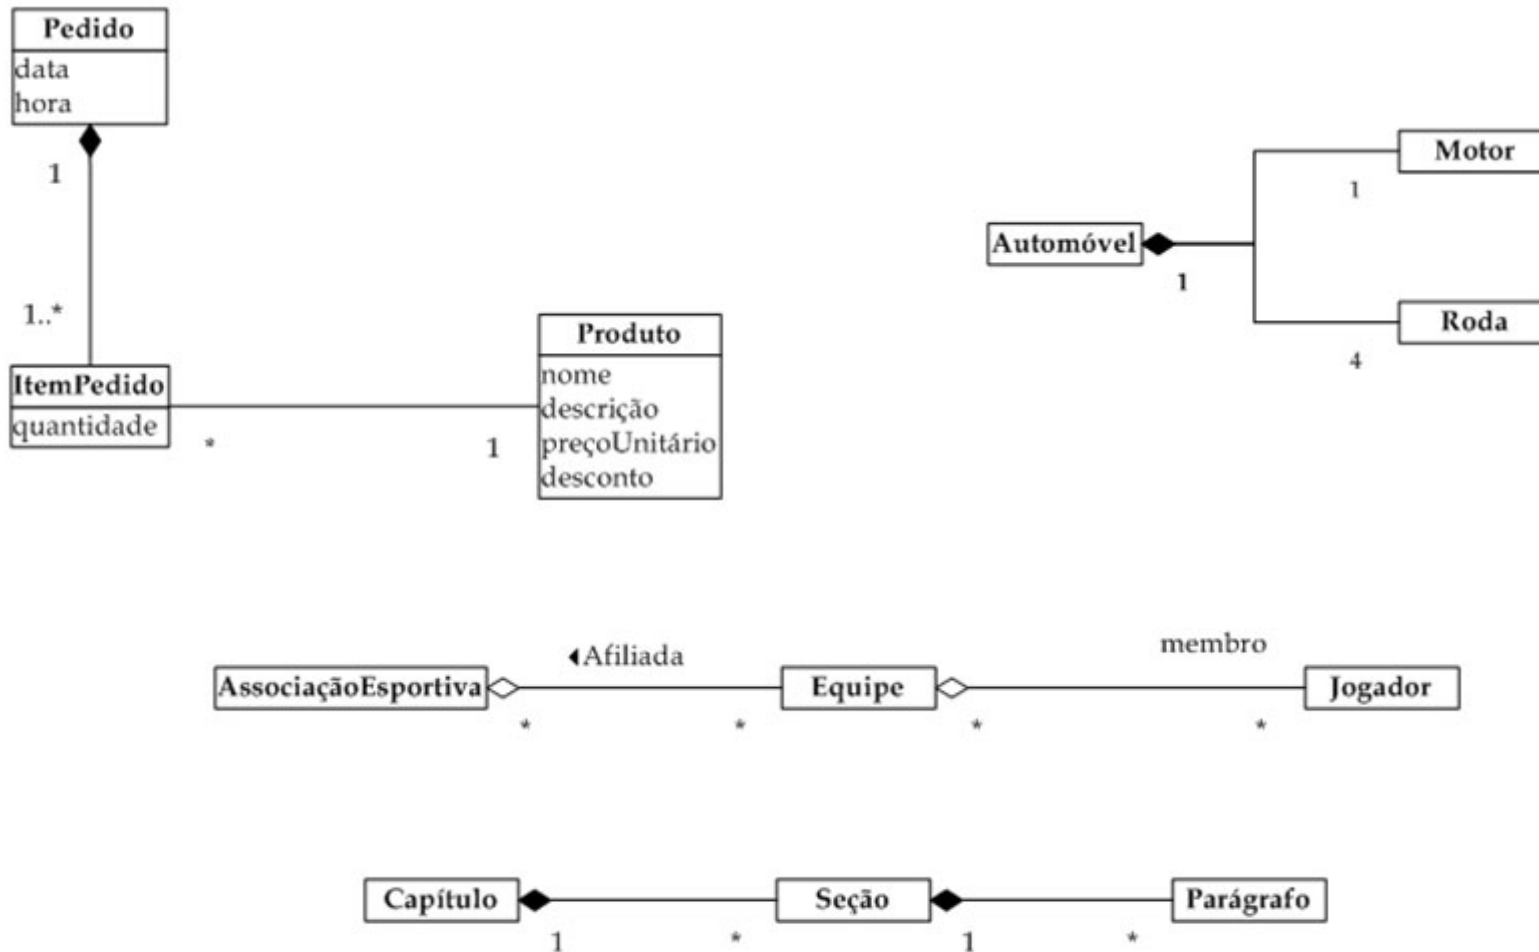 Pedido
data
hora
1
1..*
ItemPedido
quantidade
*
1
Produto
nome
descrição
preçoUnitário
desconto
Automóvel
1
Motor
1
Roda
4
AssociaçãoEsportiva
*
Afiliada
*
Equipe
*
membro
*
Jogador
Capítulo
1
*
Seção
1
*
Parágrafo